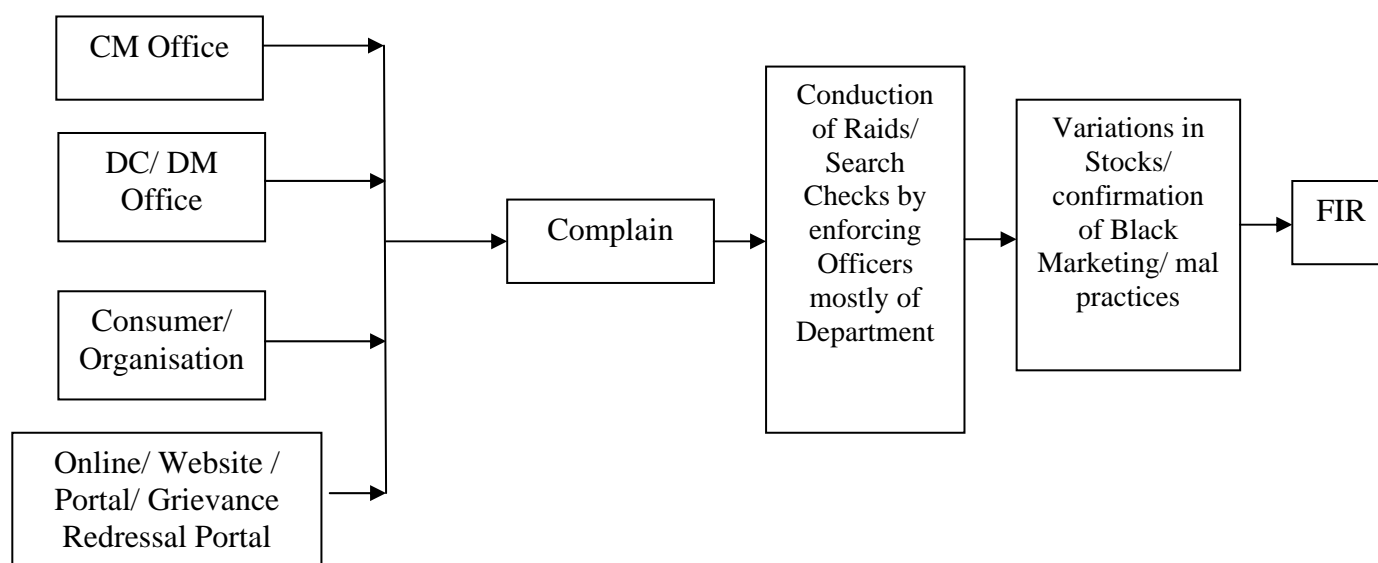 CM Office
DC/ DM
Office
Consumer/
Organisation
Online/ Website /
Portal/ Grievance
Redressal Portal
Complain
Conduction
of Raids/
Search
Checks by
enforcing
Officers
mostly of
Department
Variations in
Stocks/
confirmation
of Black
Marketing/ mal
practices
FIR